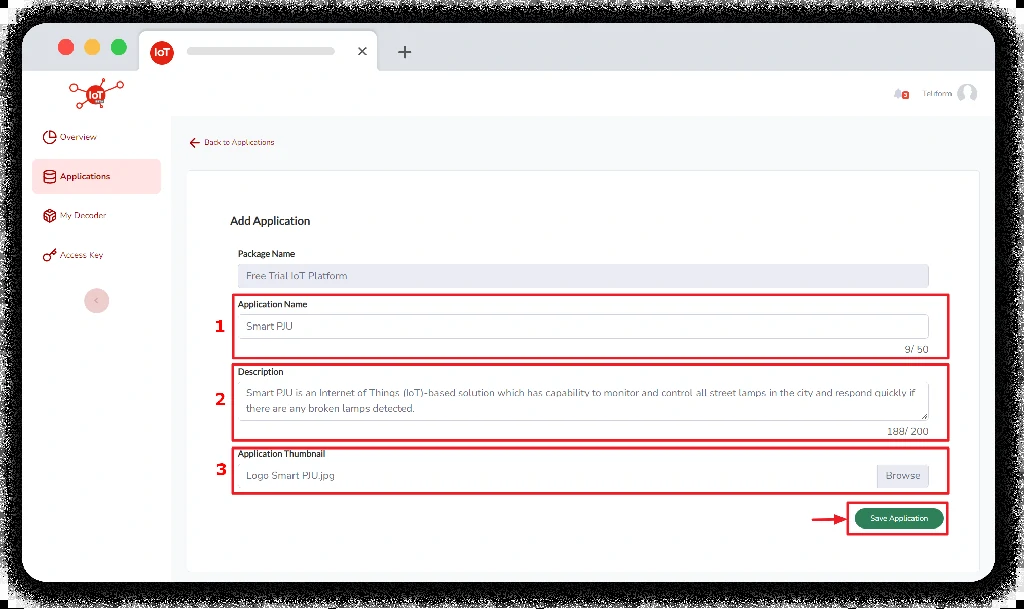 IoT
IoT
3
Overview
Back to Applications
Applications
My Decoder
Access Key
Add Application
Package Name
Free Trial IoT Platform
1
Application Name
Smart PJU
9/ 50
2
Description
Smart PJU is an Internet of Things (IoT)-based solution which has capability to monitor and control all street lamps in the city and respond quickly if
there are any broken lamps detected.
188/ 200
3
Application Thumbnail
Logo Smart PJU.jpg
Browse
Save Application